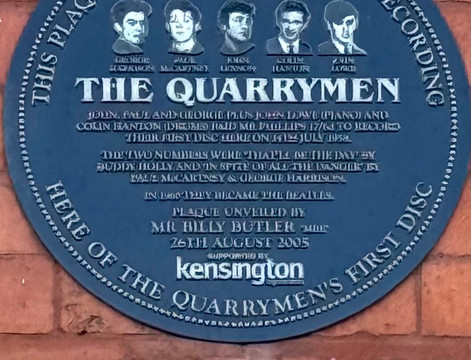 THIS PLAQ
RECORDING
GEORGE HARRISON
PAUL McCARTNEY
JOHN LENNON
COLIN HANTON
JOHN LOWE
THE QUARRYMEN
JOHN, PAUL AND GEORGE PLUS JOHN LOWE (PIANO) AND
COLIN HANTON (DRUMS) PAID MR PHILLIPS 17/6d TO RECORD
THEIR FIRST DISC HERE ON 14TH JULY 1958.
THE TWO NUMBERS WERE "THAT'LL BE THE DAY" BY
BUDDY HOLLY AND "IN SPITE OF ALL THE DANGER" BY
PAUL McCARTNEY & GEORGE HARRISON.
IN 1960 THEY BECAME THE BEATLES.
PLAQUE UNVEILED BY
MR BILLY BUTLER "MBE"
26TH AUGUST 2005
SUPPORTED BY
kensington
HERE OF THE QUARRYMEN'S FIRST DISC